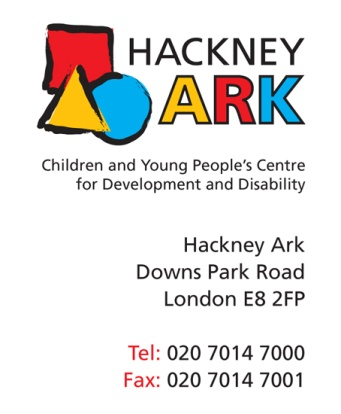 HACKNEY
ARK
Children and Young People's Centre
for Development and Disability
Hackney Ark
Downs Park Road
London E8 2FP
Tel: 020 7014 7000
Fax: 020 7014 7001